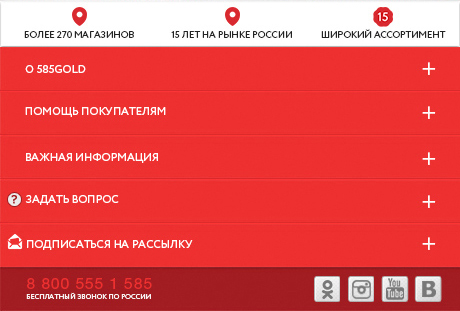 15
БОЛЕЕ 270 МАГАЗИНОВ
15 ЛЕТ НА РЫНКЕ РОССИИ
ШИРОКИЙ АССОРТИМЕНТ
О 585GOLD
ПОМОЩЬ ПОКУПАТЕЛЯМ
ВАЖНАЯ ИНФОРМАЦИЯ
? ЗАДАТЬ ВОПРОС
ПОДПИСАТЬСЯ НА РАССЫЛКУ
8 800 555 1 585
БЕСПЛАТНЫЙ ЗВОНОК ПО РОССИИ
You
Tube
В